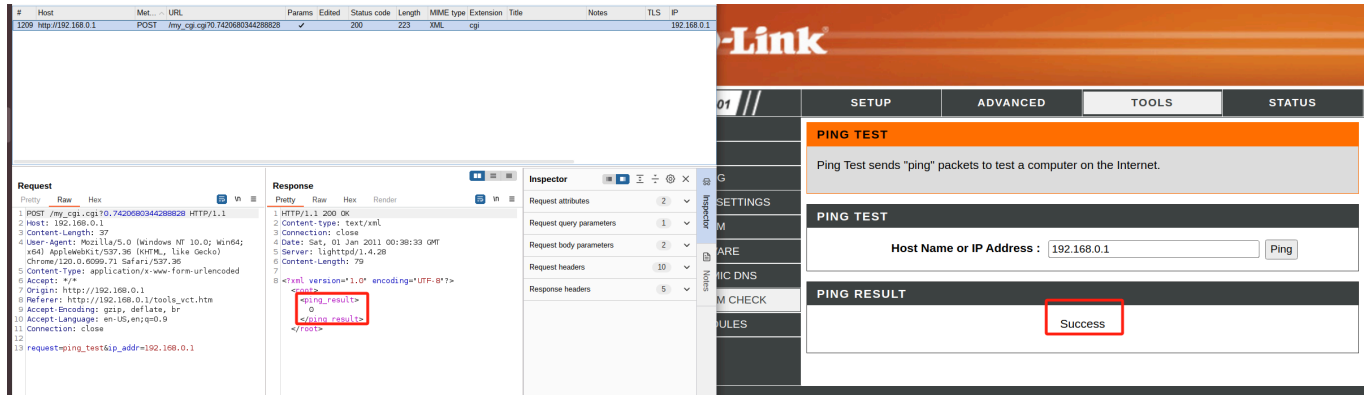 # Host Met... URL Params Edited Status code Length MIME type Extension Title Notes TLS IP
1209 http://192.168.0.1 POST /my_cgi.cgi?0.7420680344288828 ✓ 200 223 XML cgi 192.168.0.1
Request
Pretty Raw Hex
\n
1 POST /my_cgi.cgi?0.7420680344288828 HTTP/1.1
2 Host: 192.168.0.1
3 Content-Length: 37
4 User-Agent: Mozilla/5.0 (Windows NT 10.0; Win64;
x64) AppleWebKit/537.36 (KHTML, like Gecko)
Chrome/120.0.6099.71 Safari/537.36
5 Content-Type: application/x-www-form-urlencoded
6 Accept: */*
7 Origin: http://192.168.0.1
8 Referer: http://192.168.0.1/tools_vct.htm
9 Accept-Encoding: gzip, deflate, br
10 Accept-Language: en-US,en;q=0.9
11 Connection: close
12
13 request=ping_test&ip_addr=192.168.0.1
Response
Pretty Raw Hex Render
\n
1 HTTP/1.1 200 OK
2 Content-type: text/xml
3 Connection: close
4 Date: Sat, 01 Jan 2011 00:38:33 GMT
5 Server: lighttpd/1.4.28
6 Content-Length: 79
7
8 <?xml version="1.0" encoding="UTF-8"?>
<root>
<ping_result>
0
</ping_result>
</root>
Inspector
Request attributes 2
Request query parameters 1
Request body parameters 2
Request headers 10
Response headers 5
Inspector
Notes
-Link
01 //
SETUP ADVANCED TOOLS STATUS
G
SETTINGS
M
ARE
IC DNS
M CHECK
ULES
PING TEST
Ping Test sends "ping" packets to test a computer on the Internet.
PING TEST
Host Name or IP Address : 192.168.0.1 Ping
PING RESULT
Success